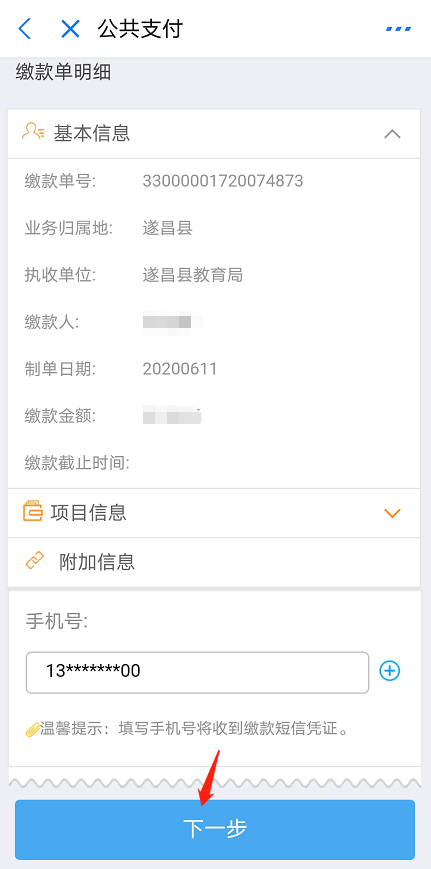 公共支付
缴款单明细
基本信息
缴款单号: 33000001720074873
业务归属地: 遂昌县
执收单位: 遂昌县教育局
缴款人:
制单日期: 20200611
缴款金额:
缴款截止时间:
项目信息
附加信息
手机号:
13*******00
温馨提示：填写手机号将收到缴款短信凭证。
下一步